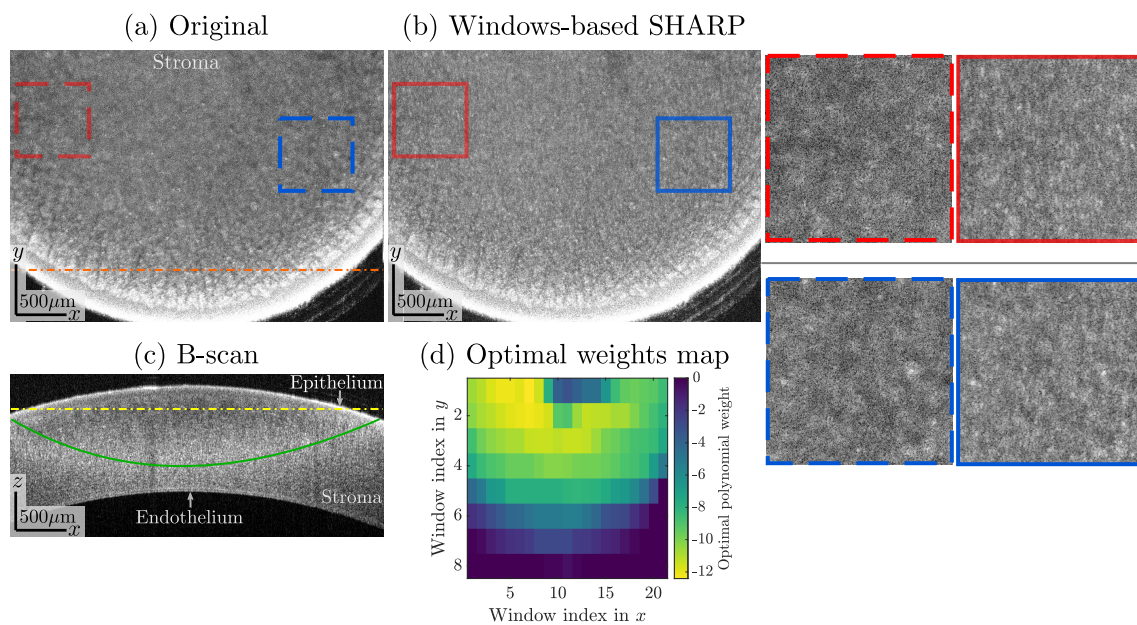 (a) Original
(b) Windows-based SHARP
Stroma
y
500μm
x
y
500μm
x
(c) B-scan
(d) Optimal weights map
Epithelium
z
500μm
x
Stroma
Endothelium
Window index in y
2
4
6
8
5
10
15
20
Window index in x
0
-2
-4
-6
-8
-10
-12
Optimal polynomial weight